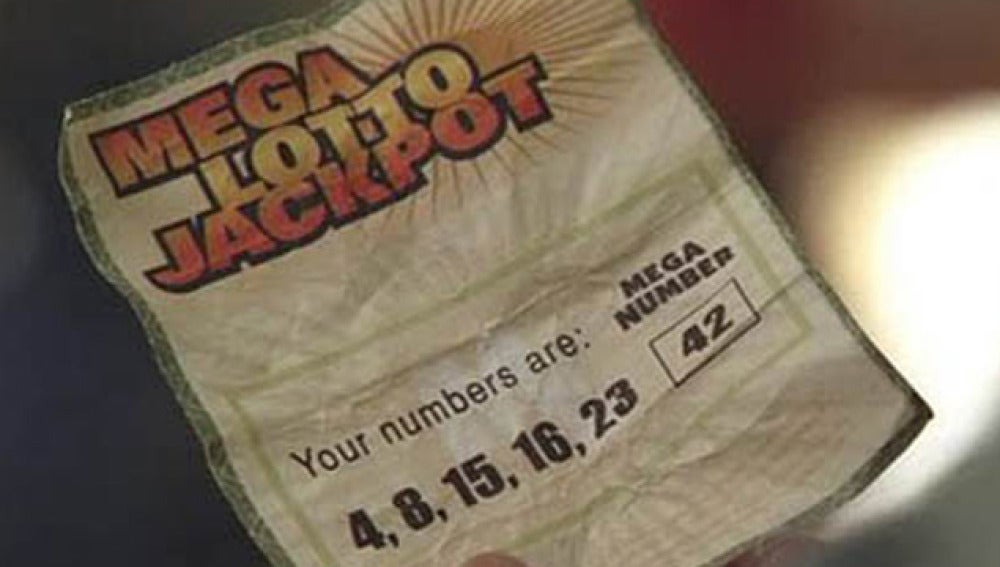 MEGA
LOTTO
JACKPOT
MEGA
NUMBER
Your numbers are: 42
4, 8, 15, 16, 23